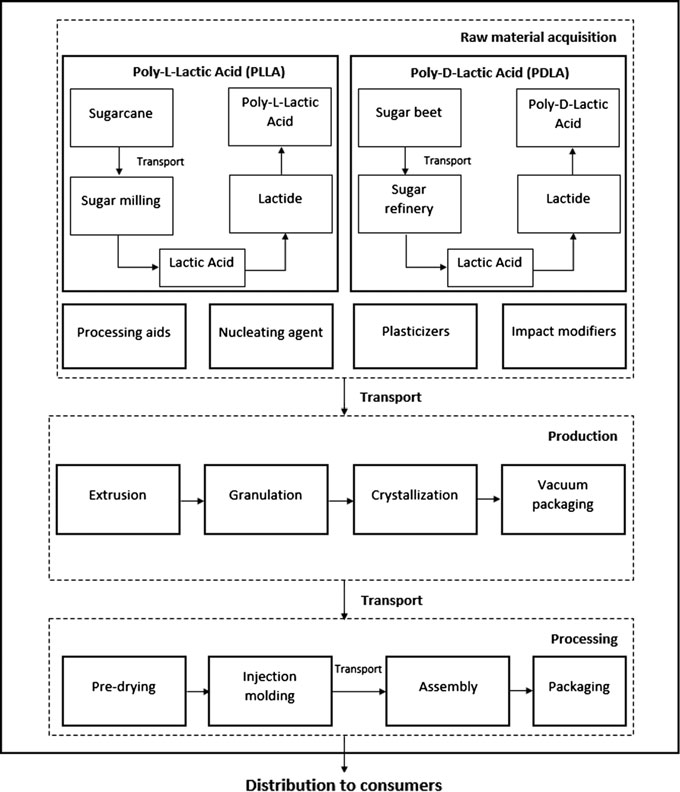 Raw material acquisition
Poly-L-Lactic Acid (PLLA)
Sugarcane
Transport
Sugar milling
Lactic Acid
Lactide
Poly-L-Lactic
Acid
Poly-D-Lactic Acid (PDLA)
Sugar beet
Transport
Sugar
refinery
Lactic Acid
Lactide
Poly-D-Lactic
Acid
Processing aids
Nucleating agent
Plasticizers
Impact modifiers
Transport
Production
Extrusion
Granulation
Crystallization
Vacuum
packaging
Transport
Processing
Pre-drying
Injection
molding
Transport
Assembly
Packaging
Distribution to consumers